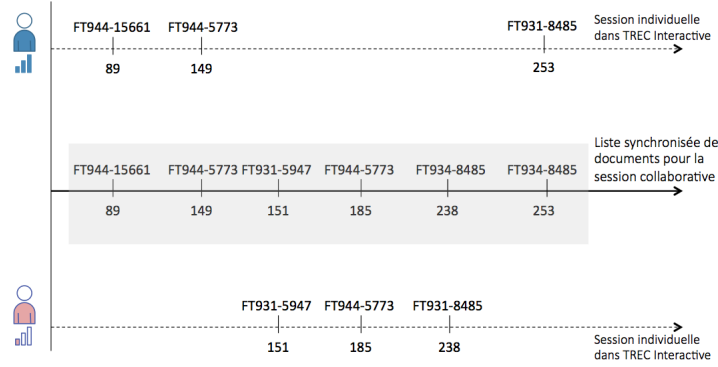 FT944-15661 FT944-5773 FT931-8485
Session individuelle
dans TREC Interactive
89 149 253
Liste synchronisée de
documents pour la
session collaborative
FT944-15661 FT944-5773 FT931-5947 FT944-5773 FT934-8485 FT934-8485
89 149 151 185 238 253
FT931-5947 FT944-5773 FT931-8485
151 185 238
Session individuelle
dans TREC Interactive